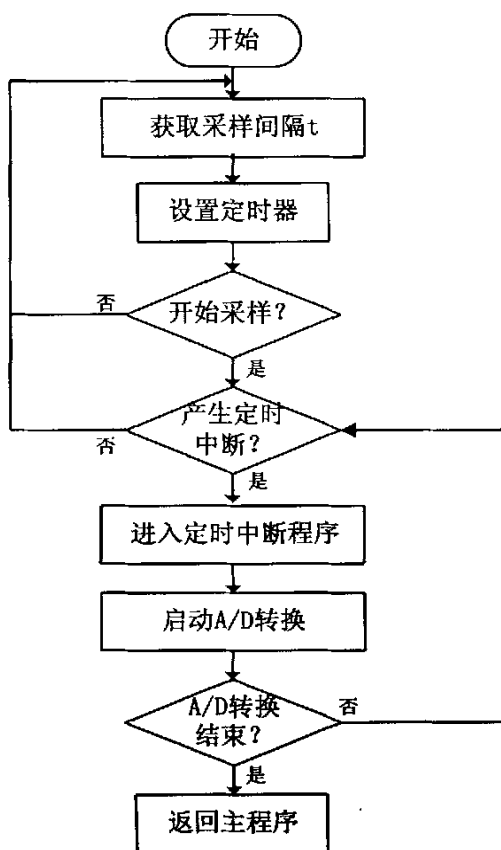 开始
获取采样间隔t
设置定时器
否
开始采样?
是
产生定时
中断?
否
是
进入定时中断程序
启动A/D转换
A/D转换
结束?
否
是
返回主程序